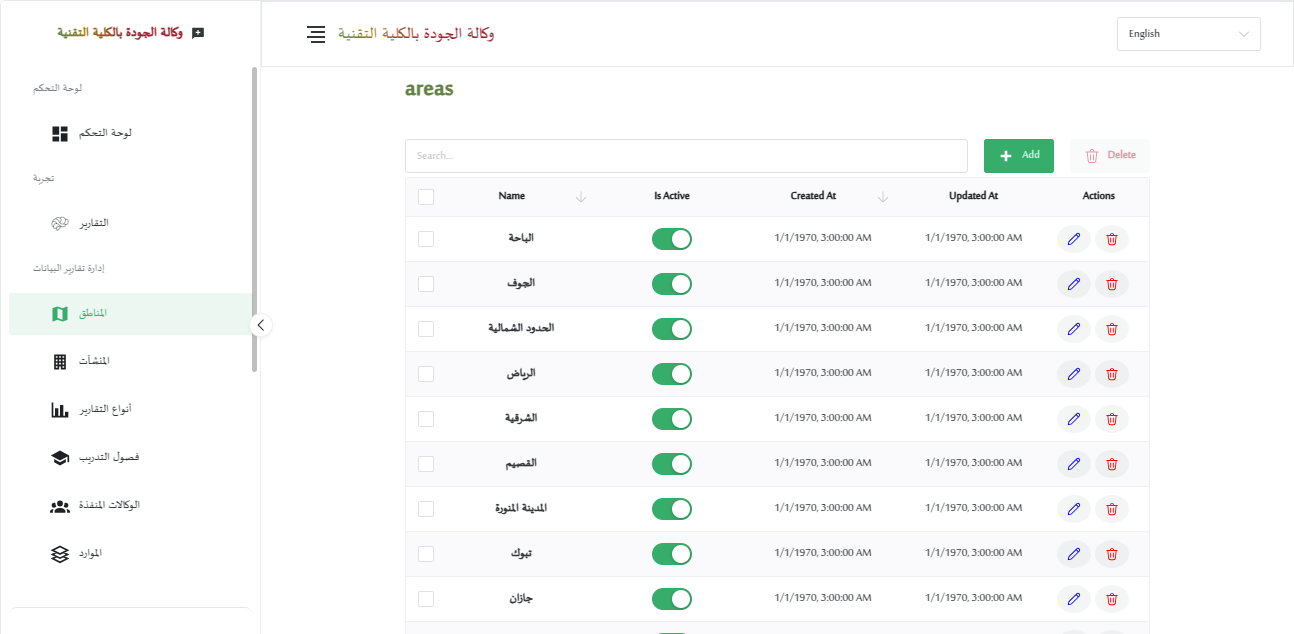 وكالة الجودة بالكلية التقنية
لوحة التحكم
لوحة التحكم
تجربة
التقارير
إدارة تقارير البيانات
المناطق
المنشآت
أنواع التقارير
فصول التدريب
الوكالات المنفذة
الموارد
وكالة الجودة بالكلية التقنية
English
areas
Search...
Add
Delete
Name Is Active Created At Updated At Actions
الباحة 1/1/1970, 3:00:00 AM 1/1/1970, 3:00:00 AM
الجوف 1/1/1970, 3:00:00 AM 1/1/1970, 3:00:00 AM
الحدود الشمالية 1/1/1970, 3:00:00 AM 1/1/1970, 3:00:00 AM
الرياض 1/1/1970, 3:00:00 AM 1/1/1970, 3:00:00 AM
الشرقية 1/1/1970, 3:00:00 AM 1/1/1970, 3:00:00 AM
القصيم 1/1/1970, 3:00:00 AM 1/1/1970, 3:00:00 AM
المدينة المنورة 1/1/1970, 3:00:00 AM 1/1/1970, 3:00:00 AM
تبوك 1/1/1970, 3:00:00 AM 1/1/1970, 3:00:00 AM
جازان 1/1/1970, 3:00:00 AM 1/1/1970, 3:00:00 AM